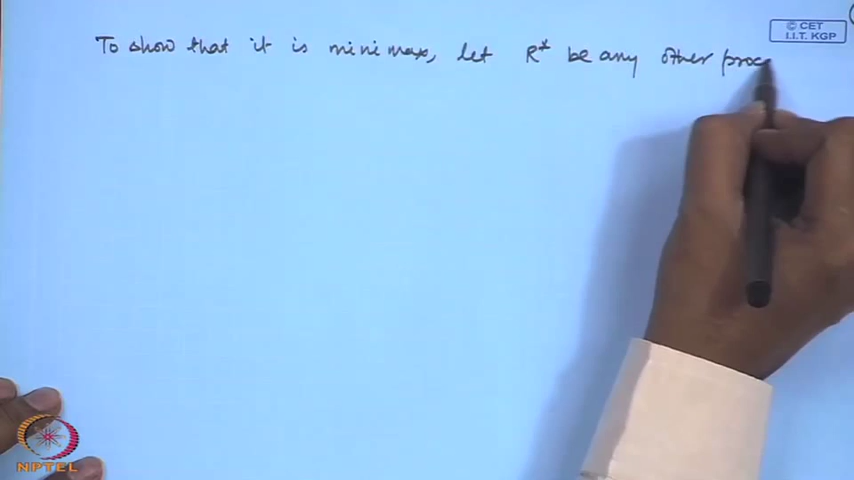 © CET
I.I.T. KGP
To show that it is minimax, let R* be any other proc
NPTEL